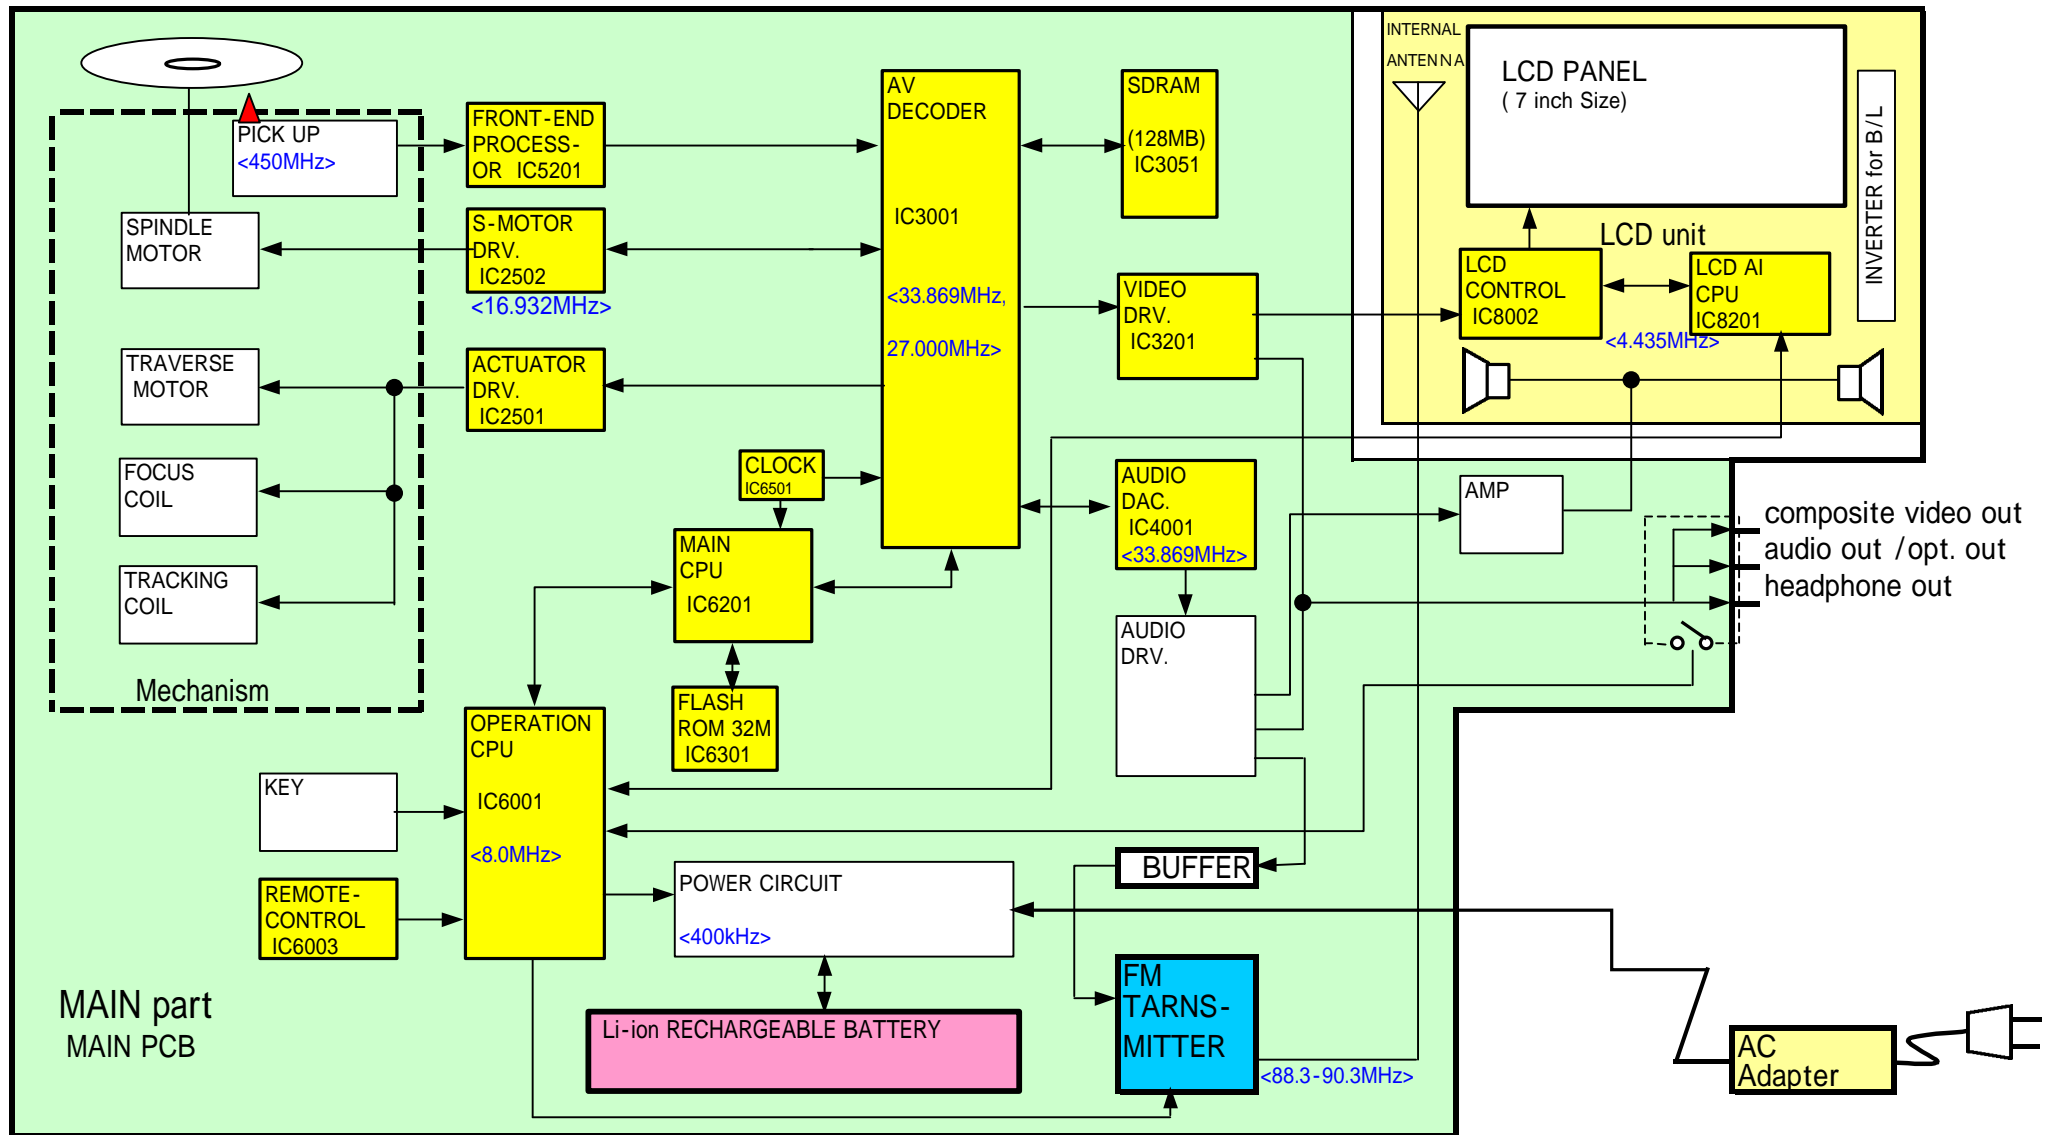 PICK UP
<450MHz>
SPINDLE
MOTOR
TRAVERSE
MOTOR
FOCUS
COIL
TRACKING
COIL
Mechanism
FRONT-END
PROCESS-
OR IC5201
S-MOTOR
DRV.
IC2502
<16.932MHz>
ACTUATOR
DRV.
IC2501
AV
DECODER
IC3001
<33.869MHz,
27.000MHz>
SDRAM
(128MB)
IC3051
VIDEO
DRV.
IC3201
CLOCK
IC6501
MAIN
CPU
IC6201
FLASH
ROM 32M
IC6301
AUDIO
DAC.
IC4001
<33.869MHz>
AUDIO
DRV.
OPERATION
CPU
IC6001
<8.0MHz>
KEY
REMOTE-
CONTROL
IC6003
POWER CIRCUIT
<400kHz>
Li-ion RECHARGEABLE BATTERY
BUFFER
FM
TARNS-
MITTER
<88.3-90.3MHz>
MAIN part
MAIN PCB
INTERNAL
ANTENNA
LCD PANEL
( 7 inch Size)
INVERTER for B/L
LCD unit
LCD
CONTROL
IC8002
LCD AI
CPU
IC8201
<4.435MHz>
AMP
composite video out
audio out /opt. out
headphone out
AC
Adapter